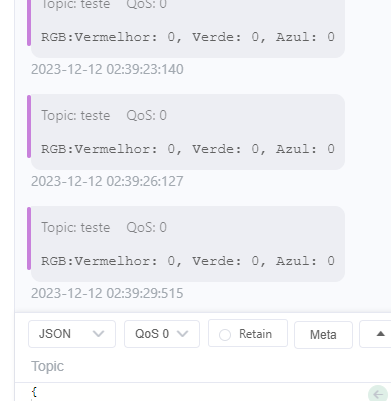 Topic: teste QoS: 0
RGB:Vermelhor: 0, Verde: 0, Azul: 0
2023-12-12 02:39:23:140
Topic: teste QoS: 0
RGB:Vermelhor: 0, Verde: 0, Azul: 0
2023-12-12 02:39:26:127
Topic: teste QoS: 0
RGB:Vermelhor: 0, Verde: 0, Azul: 0
2023-12-12 02:39:29:515
JSON QoS 0 Retain Meta
Topic
{